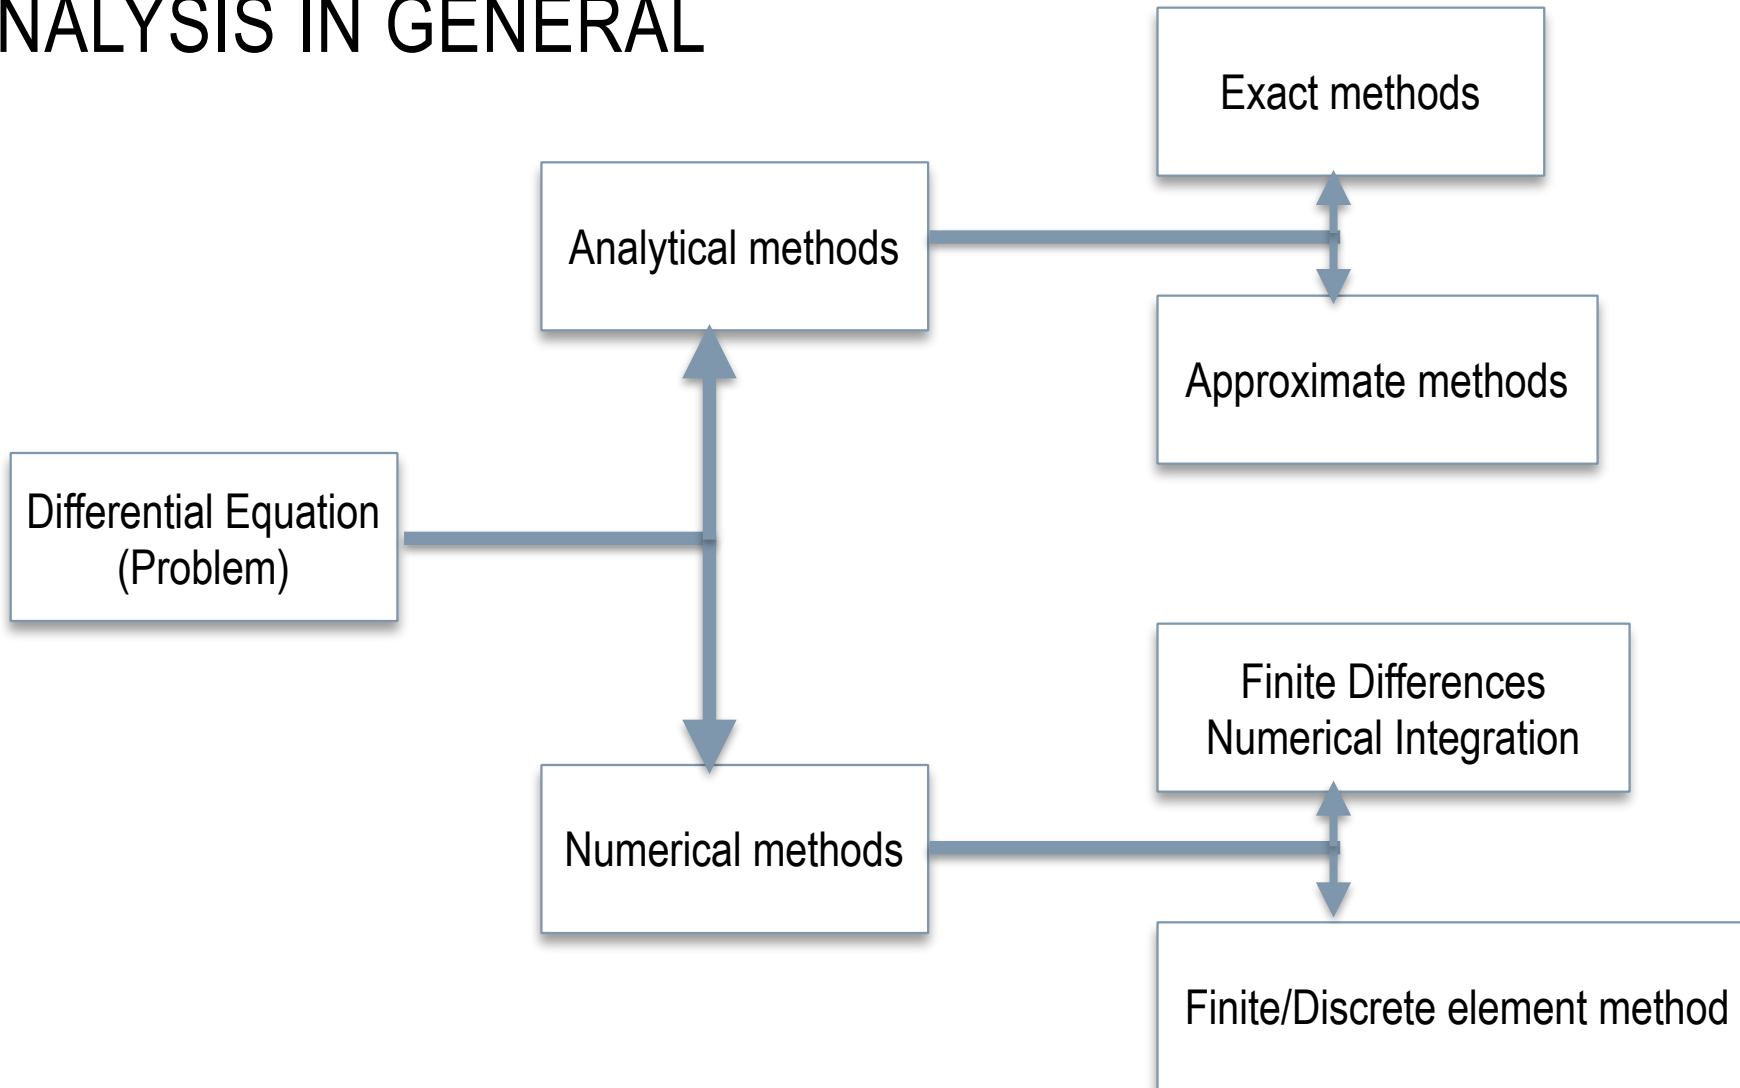 NALYSIS IN GENERAL
Exact methods
Analytical methods
Approximate methods
Differential Equation
(Problem)
Finite Differences
Numerical Integration
Numerical methods
Finite/Discrete element method